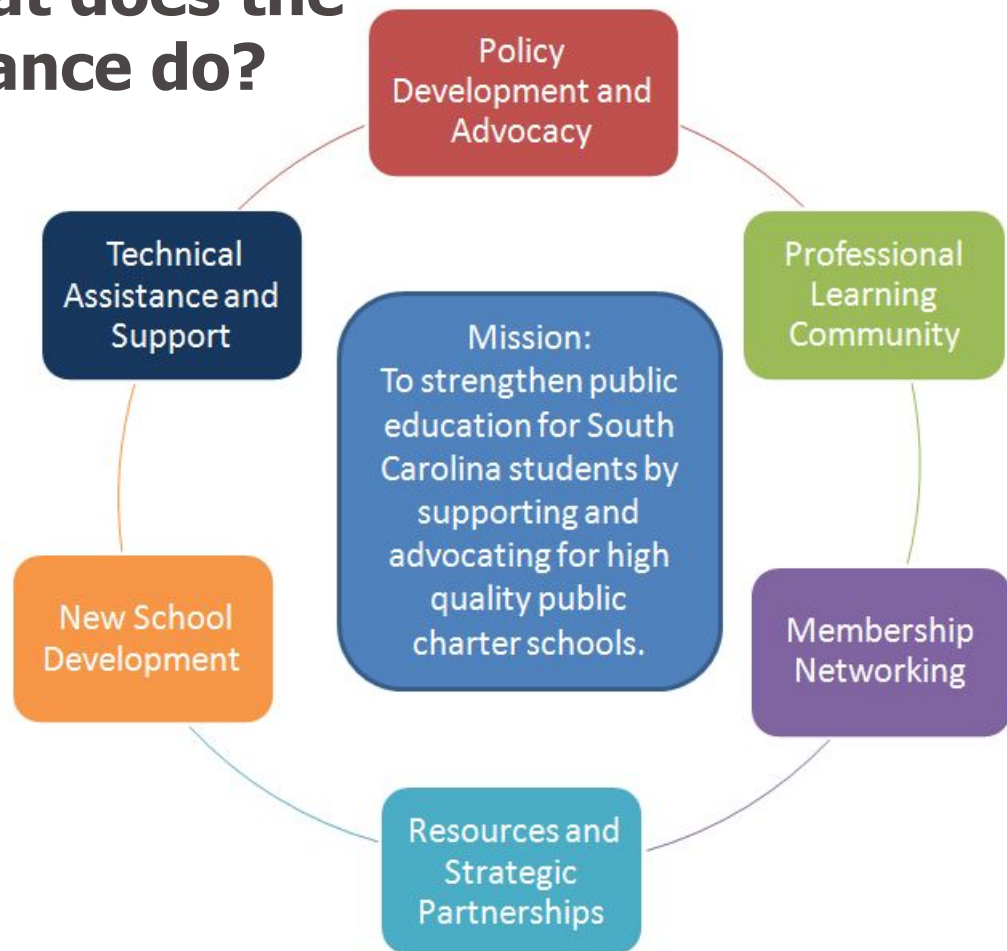 does the
do?
Policy
Development and
Advocacy
Technical
Assistance and
Support
Professional
Learning
Community
Mission:
To strengthen public
education for South
Carolina students by
supporting and
advocating for high
quality public
charter schools.
New School
Development
Membership
Networking
Resources and
Strategic
Partnerships